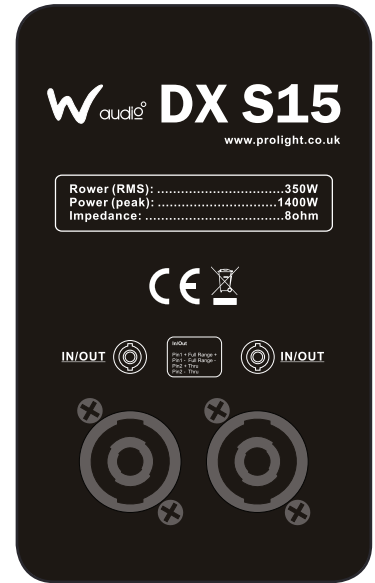 W audio DX S15
www.prolight.co.uk
Rower (RMS): ................................350W
Power (peak): ..............................1400W
Impedance: ...................................8ohm
CE
IN/OUT
In/Out
Pin1 + Full Range +
Pin1 - Full Range -
Pin2 + Thru
Pin2 - Thru
IN/OUT